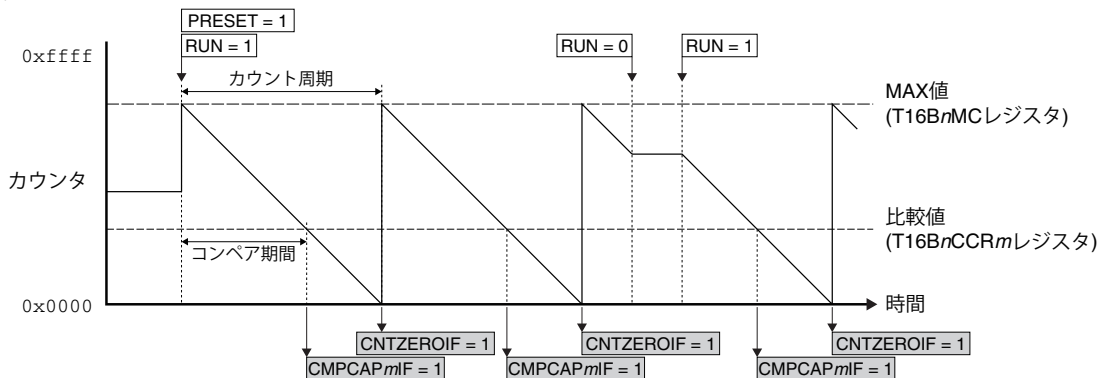 PRESET = 1
RUN = 1
RUN = 0
RUN = 1
0xffff
カウント周期
MAX値
(T16BnMCレジスタ)
カウンタ
比較値
(T16BnCCRmレジスタ)
コンペア期間
0x0000
時間
CNTZEROIF = 1
CNTZEROIF = 1
CNTZEROIF = 1
CMPCAPmIF = 1
CMPCAPmIF = 1
CMPCAPmIF = 1